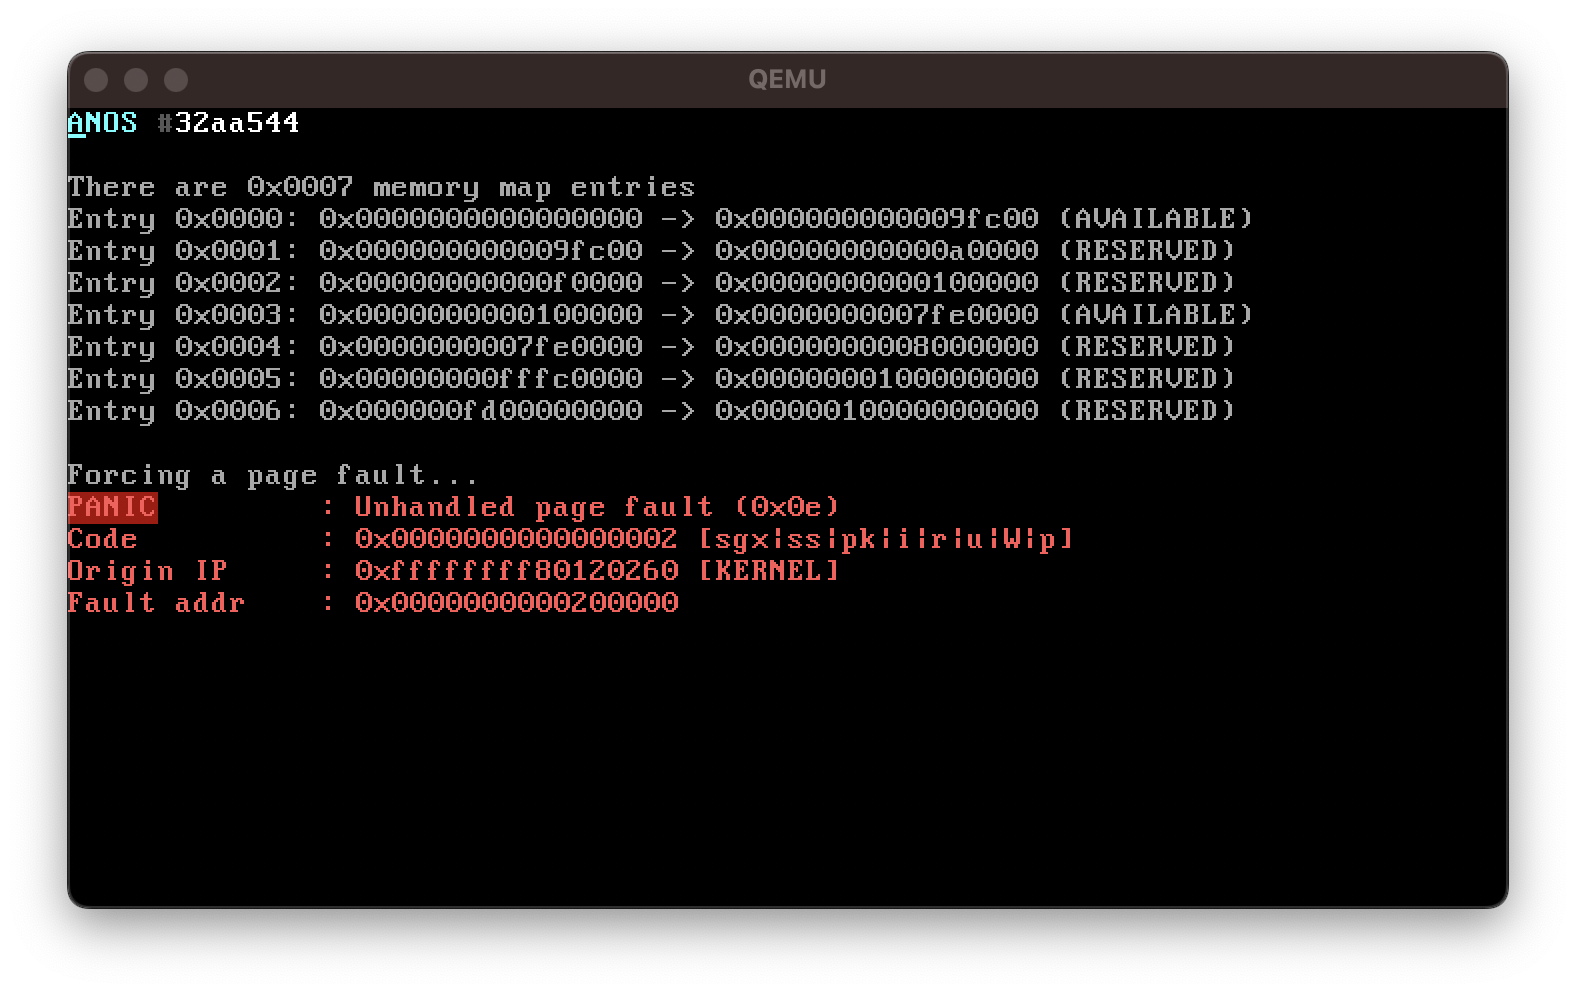 QEMU
ANOS #32aa544
There are 0x0007 memory map entries
Entry 0x0000: 0x0000000000000000 -> 0x000000000009fc00 (AVAILABLE)
Entry 0x0001: 0x000000000009fc00 -> 0x00000000000a0000 (RESERVED)
Entry 0x0002: 0x00000000000f0000 -> 0x0000000000100000 (RESERVED)
Entry 0x0003: 0x0000000000100000 -> 0x0000000007fe0000 (AVAILABLE)
Entry 0x0004: 0x0000000007fe0000 -> 0x0000000008000000 (RESERVED)
Entry 0x0005: 0x00000000fffc0000 -> 0x0000000100000000 (RESERVED)
Entry 0x0006: 0x000000fd00000000 -> 0x0000010000000000 (RESERVED)
Forcing a page fault...
PANIC : Unhandled page fault (0x0e)
Code : 0x0000000000000002 [sgx|ss|pk|i|r|u|W|p]
Origin IP : 0xffffffff80120260 [KERNEL]
Fault addr : 0x0000000000200000